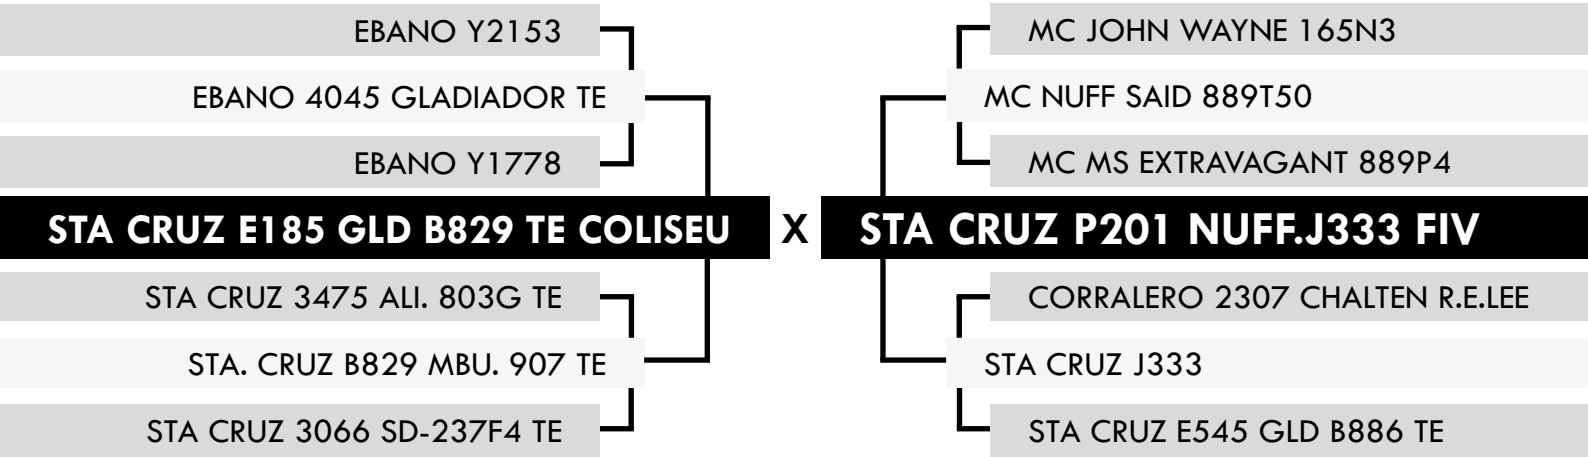 EBANO Y2153
EBANO 4045 GLADIADOR TE
EBANO Y1778
STA CRUZ E185 GLD B829 TE COLISEU
STA CRUZ 3475 ALI. 803G TE
STA. CRUZ B829 MBU. 907 TE
STA CRUZ 3066 SD-237F4 TE
X
MC JOHN WAYNE 165N3
MC NUFF SAID 889T50
MC MS EXTRAVAGANT 889P4
STA CRUZ P201 NUFF.J333 FIV
CORRALERO 2307 CHALTEN R.E.LEE
STA CRUZ J333
STA CRUZ E545 GLD B886 TE